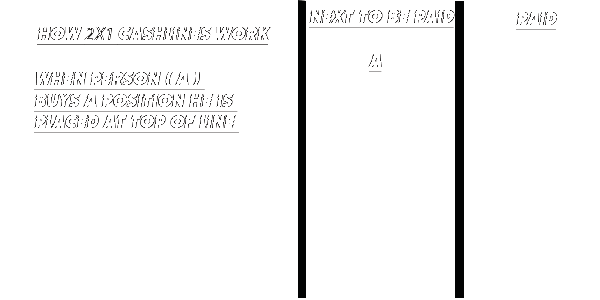 HOW 2X1 CASHLINES WORK
WHEN PERSON ( A )
BUYS A POSITION HE IS
PLACED AT TOP OF LINE
NEXT TO BE PAID
A
PAID